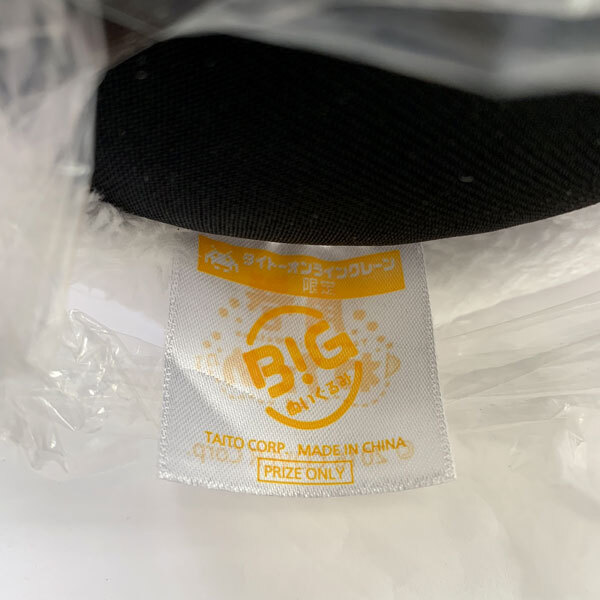 タイトーオンラインクレーン
限定
B!G
ぬいぐるみ
TAITO CORP. MADE IN CHINA
PRIZE ONLY